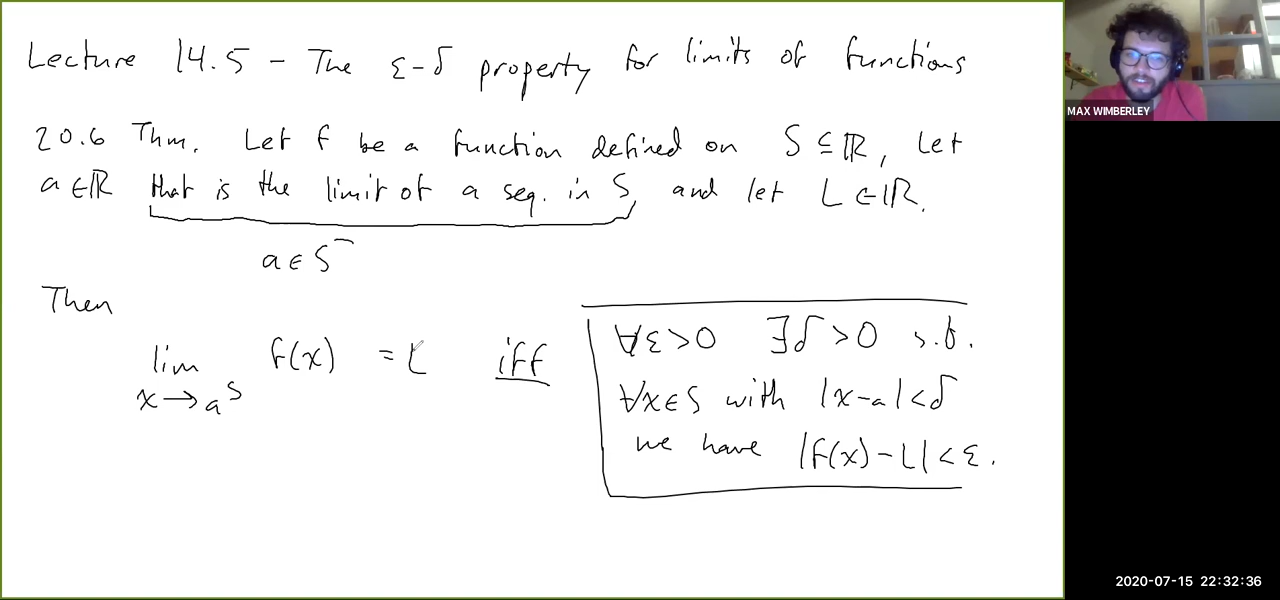 Lecture 14.5 - The ε-δ property for limits of functions
20.6 Thm. Let f be a function defined on S ⊆ ℝ, Let
a ∈ ℝ that is the limit of a seq. in S and let L ∈ ℝ.
a ∈ S⁻
Then
lim f(x) = L iff
x → a^S
∀ε>0 ∃δ>0 s.t.
∀x∈S with |x-a|<δ
we have |f(x)-L|<ε.
MAX WIMBERLEY
2020-07-15 22:32:36